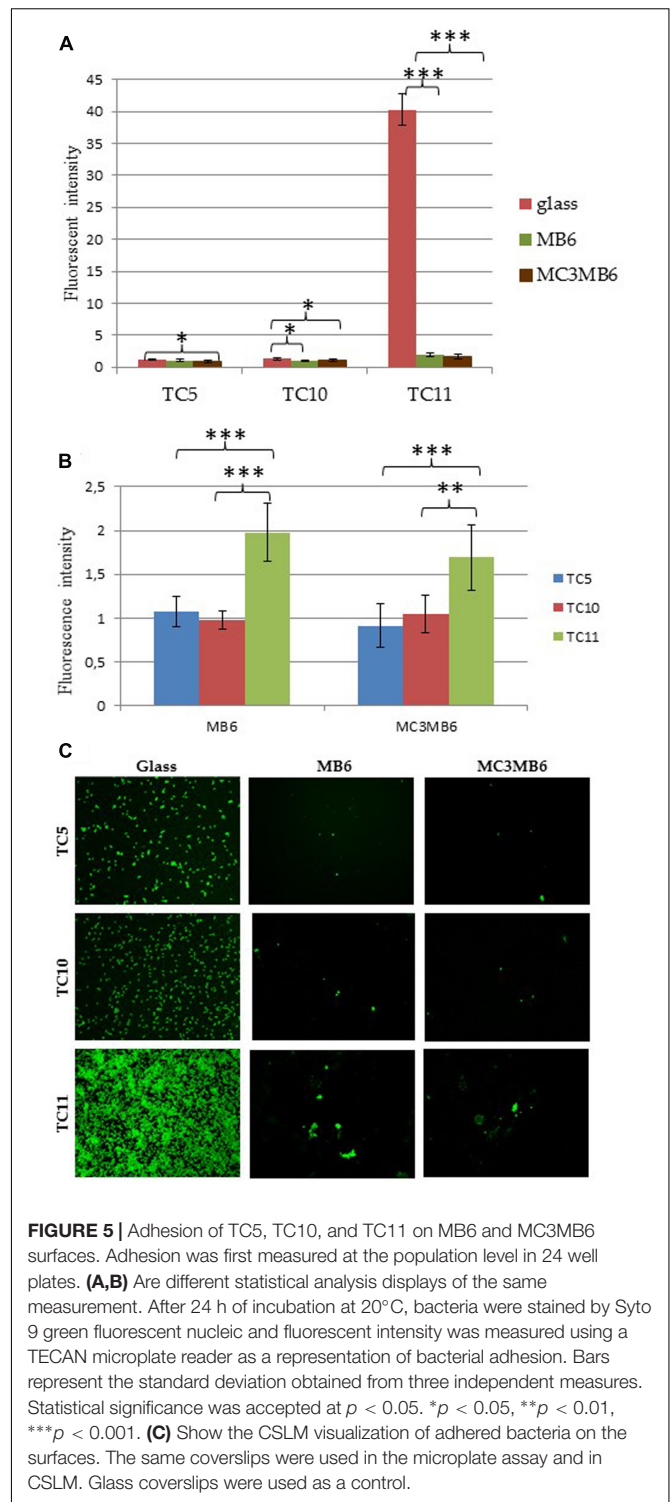 A
***
***
45
40
35
30
25
20
15
10
5
0
Fluorescent intensity
*
*
*
TC5 TC10 TC11
glass
MB6
MC3MB6
B
***
***
***
**
2,5
2
1,5
1
0,5
0
Fluorescence intensity
MB6 MC3MB6
TC5
TC10
TC11
C
Glass MB6 MC3MB6
TC5
TC10
TC11
FIGURE 5 | Adhesion of TC5, TC10, and TC11 on MB6 and MC3MB6
surfaces. Adhesion was first measured at the population level in 24 well
plates. (A,B) Are different statistical analysis displays of the same
measurement. After 24 h of incubation at 20°C, bacteria were stained by Syto
9 green fluorescent nucleic and fluorescent intensity was measured using a
TECAN microplate reader as a representation of bacterial adhesion. Bars
represent the standard deviation obtained from three independent measures.
Statistical significance was accepted at p < 0.05. *p < 0.05, **p < 0.01,
***p < 0.001. (C) Show the CSLM visualization of adhered bacteria on the
surfaces. The same coverslips were used in the microplate assay and in
CSLM. Glass coverslips were used as a control.